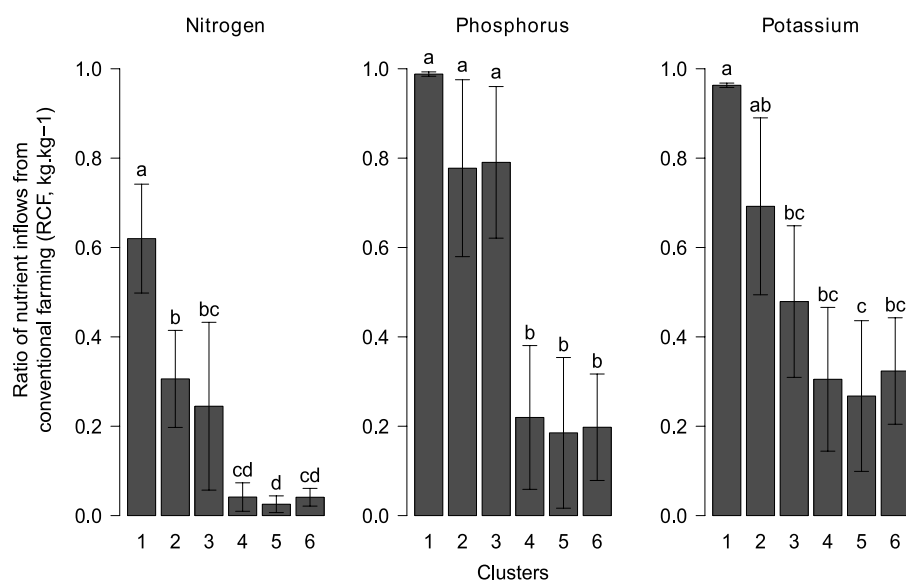 Nitrogen
Phosphorus
Potassium
Ratio of nutrient inflows from
conventional farming (RCF, kg.kg−1)
1.0
0.8
0.6
0.4
0.2
0.0
a
b
bc
cd
d
cd
1 2 3 4 5 6
1.0
0.8
0.6
0.4
0.2
0.0
a
a
a
b
b
b
1 2 3 4 5 6
1.0
0.8
0.6
0.4
0.2
0.0
a
ab
bc
bc
c
bc
1 2 3 4 5 6
Clusters